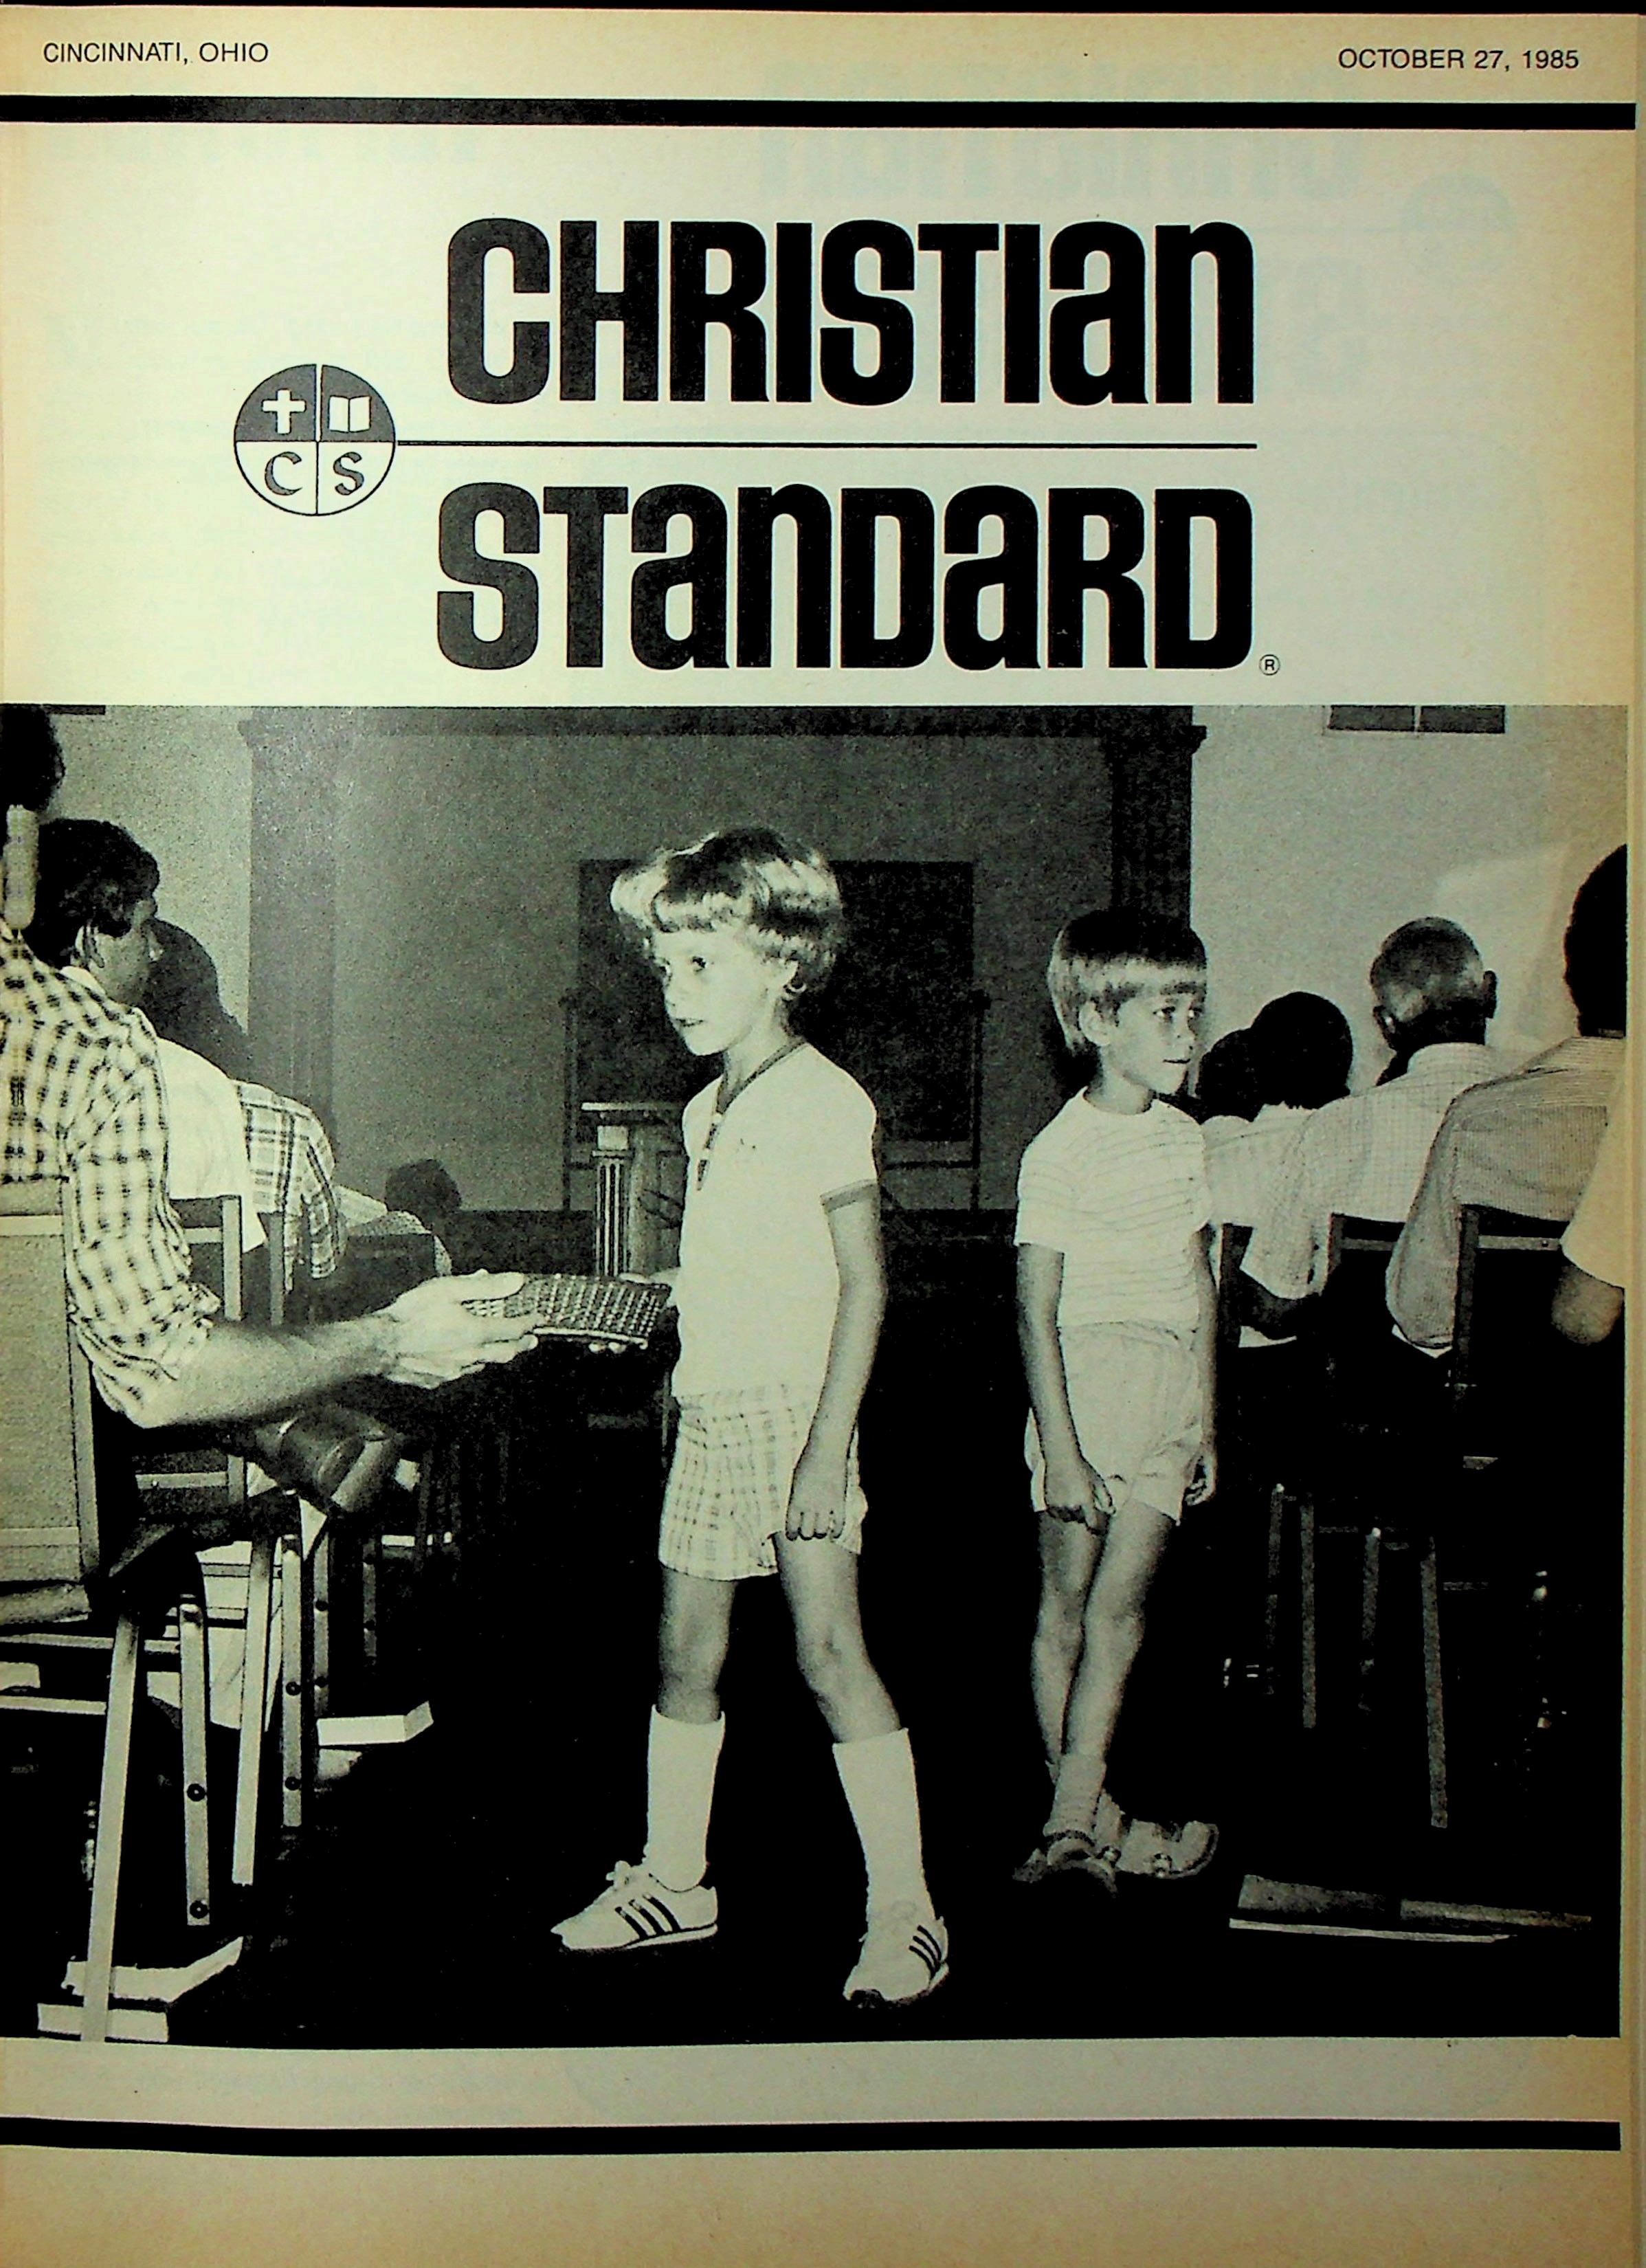 CINCINNATI, OHIO
OCTOBER 27, 1985
CHRISTIAN
C S
STANDARD®